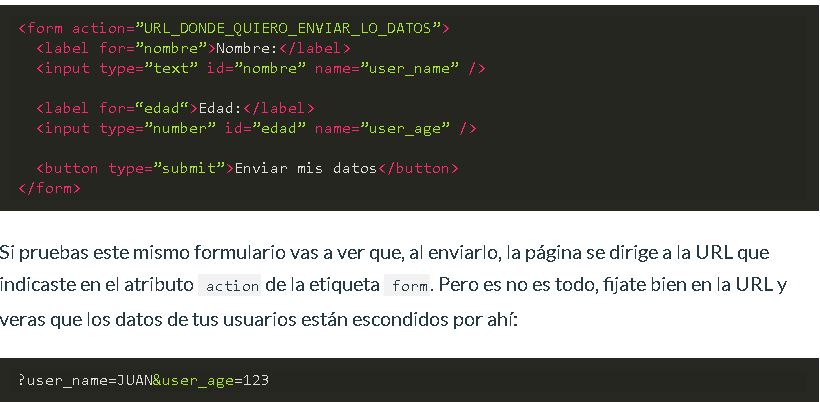 <form action=”URL_DONDE_QUIERO_ENVIAR_LO_DATOS”>
<label for=”nombre”>Nombre:</label>
<input type=”text” id=”nombre” name=”user_name” />
<label for=“edad“>Edad:</label>
<input type=”number” id=”edad” name=”user_age” />
<button type=”submit”>Enviar mis datos</button>
</form>
Si pruebas este mismo formulario vas a ver que, al enviarlo, la página se dirige a la URL que
indicaste en el atributo action de la etiqueta form. Pero es no es todo, fijate bien en la URL y
veras que los datos de tus usuarios están escondidos por ahí:
?user_name=JUAN&user_age=123